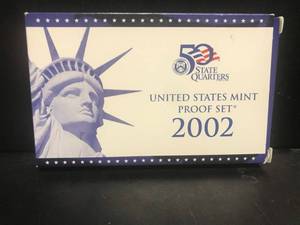 50
STATE
QUARTERS
UNITED STATES MINT
PROOF SET®
2002